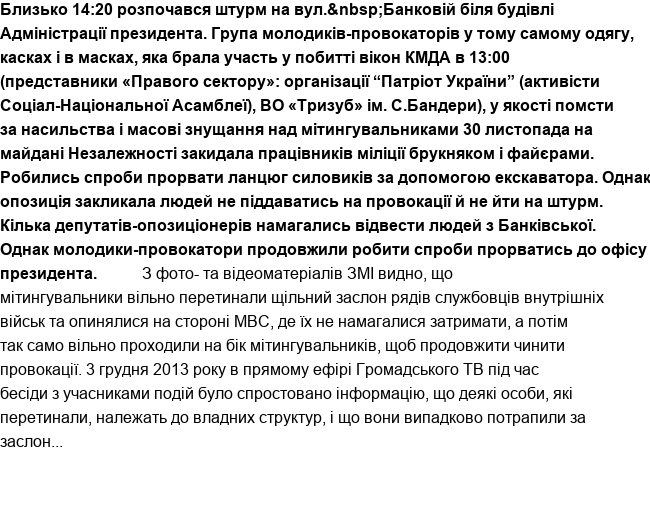 Близько 14:20 розпочався штурм на вул.&nbsp;Банковій біля будівлі
Адміністрації президента. Група молодиків-провокаторів у тому самому одягу,
касках і в масках, яка брала участь у побитті вікон КМДА в 13:00
(представники «Правого сектору»: організації “Патріот України” (активісти
Соціал-Національної Асамблеї), ВО «Тризуб» ім. С.Бандери), у якості помсти
за насильства і масові знущання над мітингувальниками 30 листопада на
майдані Незалежності закидала працівників міліції брукняком і файєрами.
Робились спроби прорвати ланцюг силовиків за допомогою екскаватора. Однак
опозиція закликала людей не піддаватись на провокації й не йти на штурм.
Кілька депутатів-опозиціонерів намагались відвести людей з Банківської.
Однак молодики-провокатори продовжили робити спроби прорватись до офісу
президента. З фото- та відеоматеріалів ЗМІ видно, що
мітингувальники вільно перетинали щільний заслон рядів службовців внутрішніх
військ та опинялися на стороні МВС, де їх не намагалися затримати, а потім
так само вільно проходили на бік мітингувальників, щоб продовжити чинити
провокації. 3 грудня 2013 року в прямому ефірі Громадського ТВ під час
бесіди з учасниками подій було спростовано інформацію, що деякі особи, які
перетинали, належать до владних структур, і що вони випадково потрапили за
заслон...